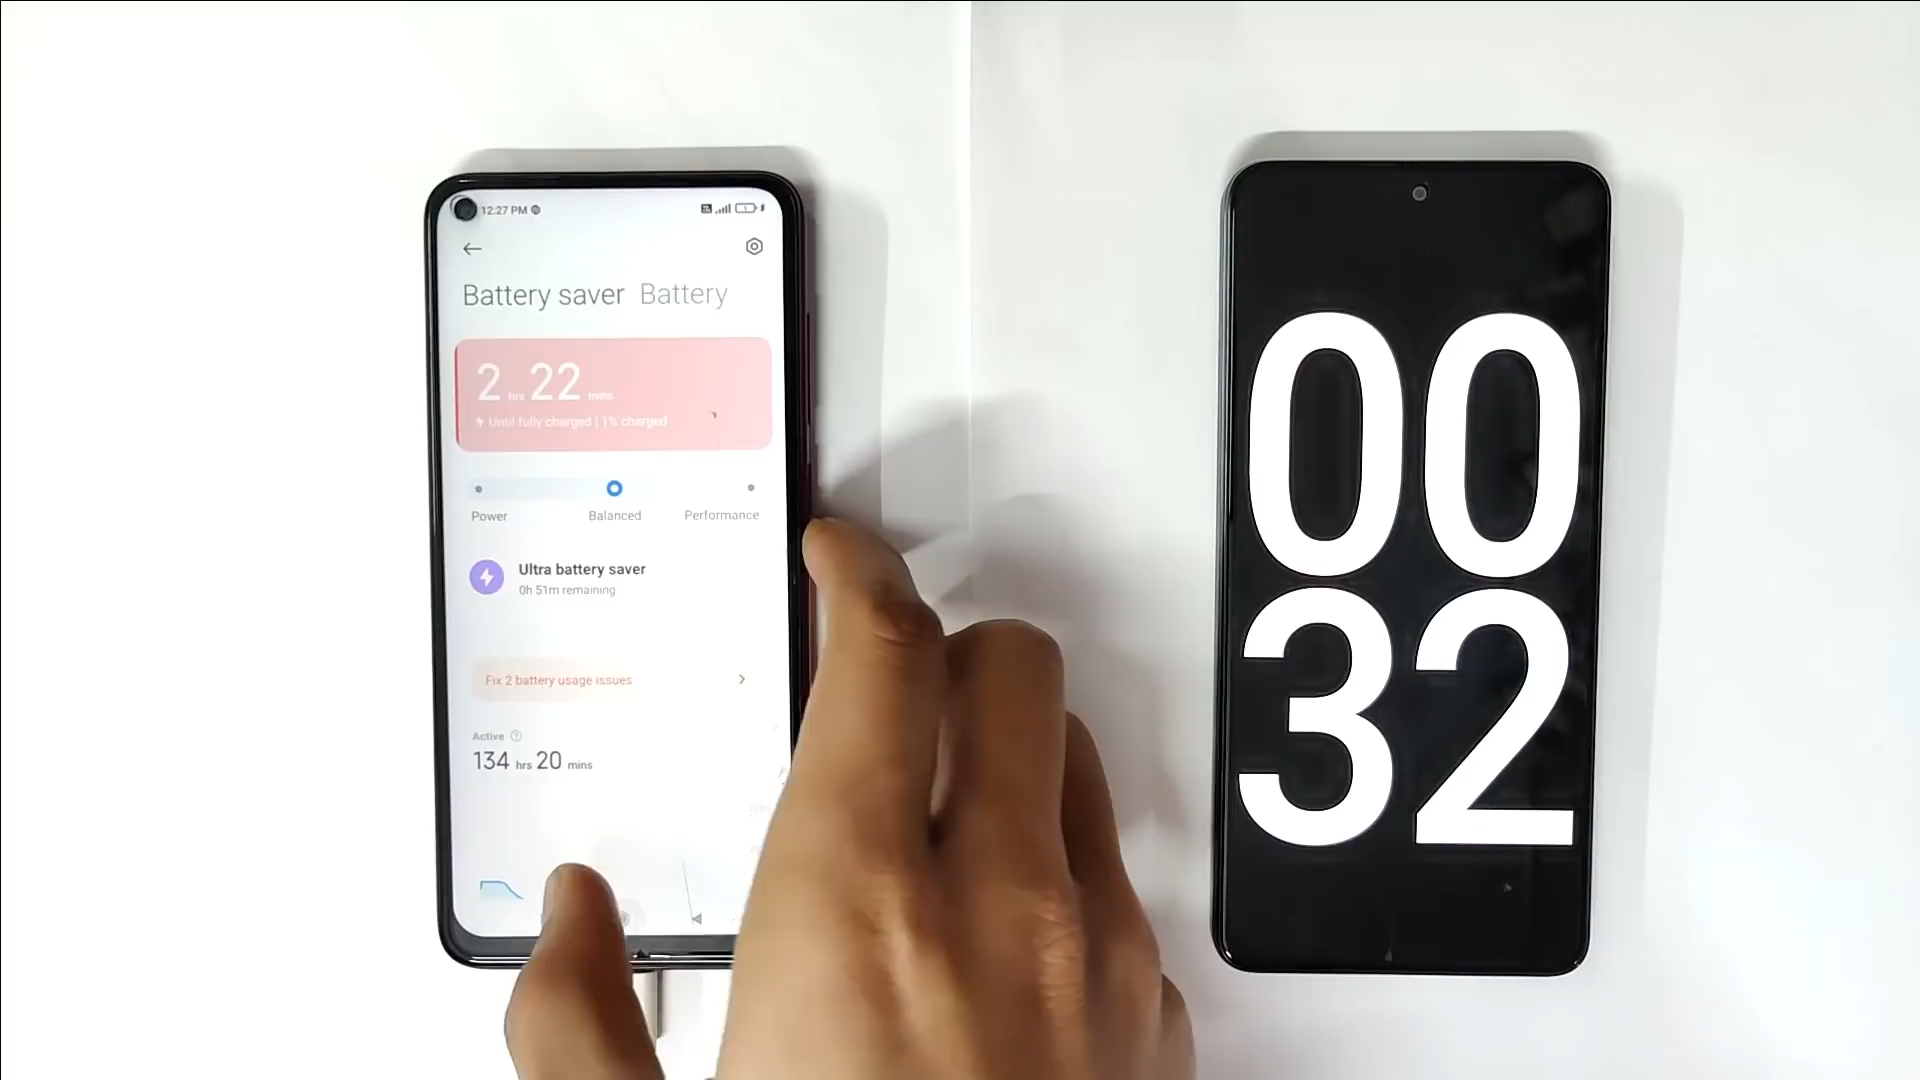 12:27 PM
Battery saver Battery
2 hrs 22 mins
Until fully charged | 1% charged
Power Balanced Performance
Ultra battery saver
0h 51m remaining
Fix 2 battery usage issues
Active
134 hrs 20 mins
00
32